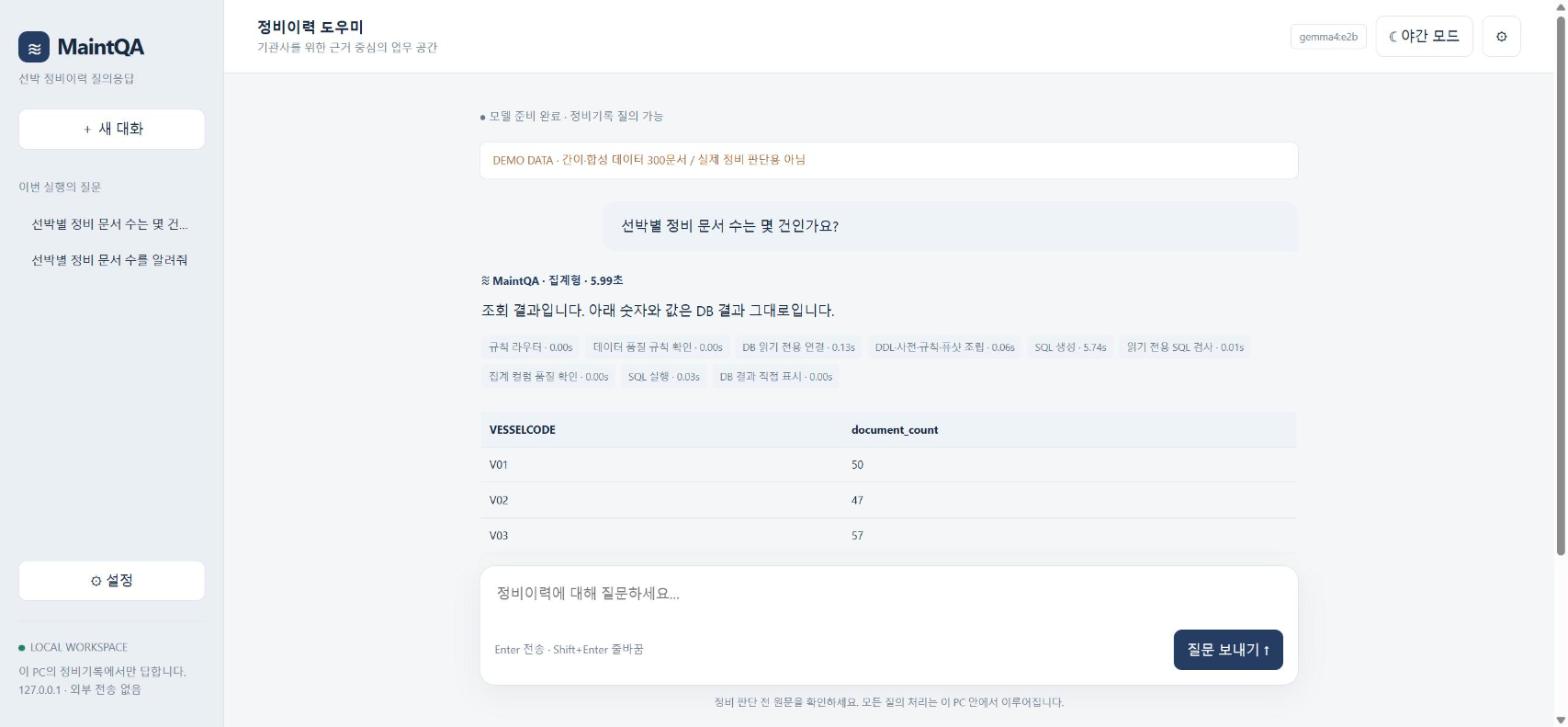 MaintQA
선박 정비이력 질의응답
+ 새 대화
이번 실행의 질문
선박별 정비 문서 수는 몇 건...
선박별 정비 문서 수를 알려줘
⚙ 설정
LOCAL WORKSPACE
이 PC의 정비기록에서만 답합니다.
127.0.0.1 · 외부 전송 없음
정비이력 도우미
기관사를 위한 근거 중심의 업무 공간
gemma4:e2b
☾ 야간 모드
⚙
● 모델 준비 완료 · 정비기록 질의 가능
DEMO DATA · 간이·합성 데이터 300문서 / 실제 정비 판단용 아님
선박별 정비 문서 수는 몇 건인가요?
≋ MaintQA · 집계형 · 5.99초
조회 결과입니다. 아래 숫자와 값은 DB 결과 그대로입니다.
규칙 라우터 · 0.00s 데이터 품질 규칙 확인 · 0.00s DB 읽기 전용 연결 · 0.13s DDL·사전·규칙·퓨샷 조립 · 0.06s SQL 생성 · 5.74s 읽기 전용 SQL 검사 · 0.01s
집계 컬럼 품질 확인 · 0.00s SQL 실행 · 0.03s DB 결과 직접 표시 · 0.00s
VESSELCODE document_count
V01 50
V02 47
V03 57
정비이력에 대해 질문하세요...
Enter 전송 · Shift+Enter 줄바꿈
질문 보내기 ↑
정비 판단 전 원문을 확인하세요. 모든 질의 처리는 이 PC 안에서 이루어집니다.